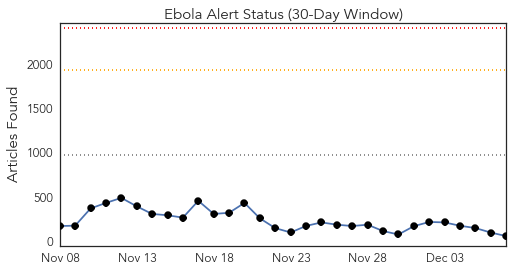 Ebola Alert Status (30-Day Window)
Articles Found
2000
1500
1000
500
0
Nov 08 Nov 13 Nov 18 Nov 23 Nov 28 Dec 03